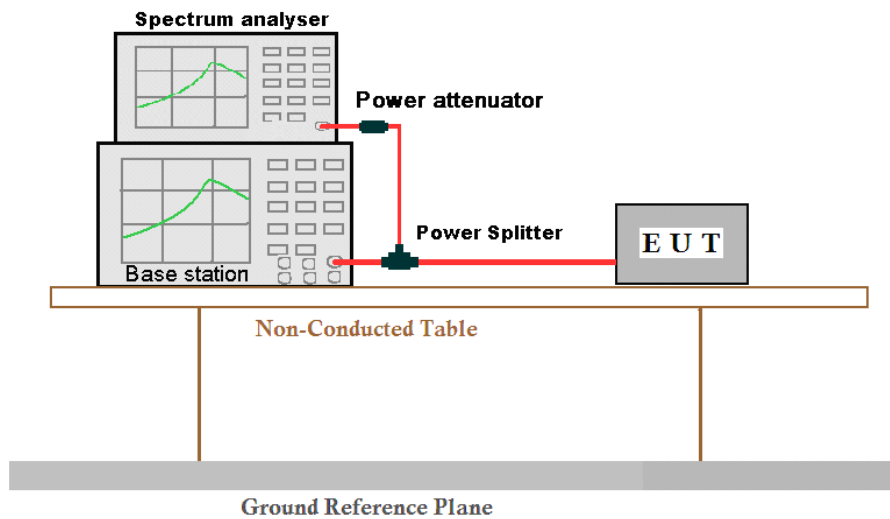 Spectrum analyser
Power attenuator
Power Splitter
E U T
Base station
Non-Conducted Table
Ground Reference Plane